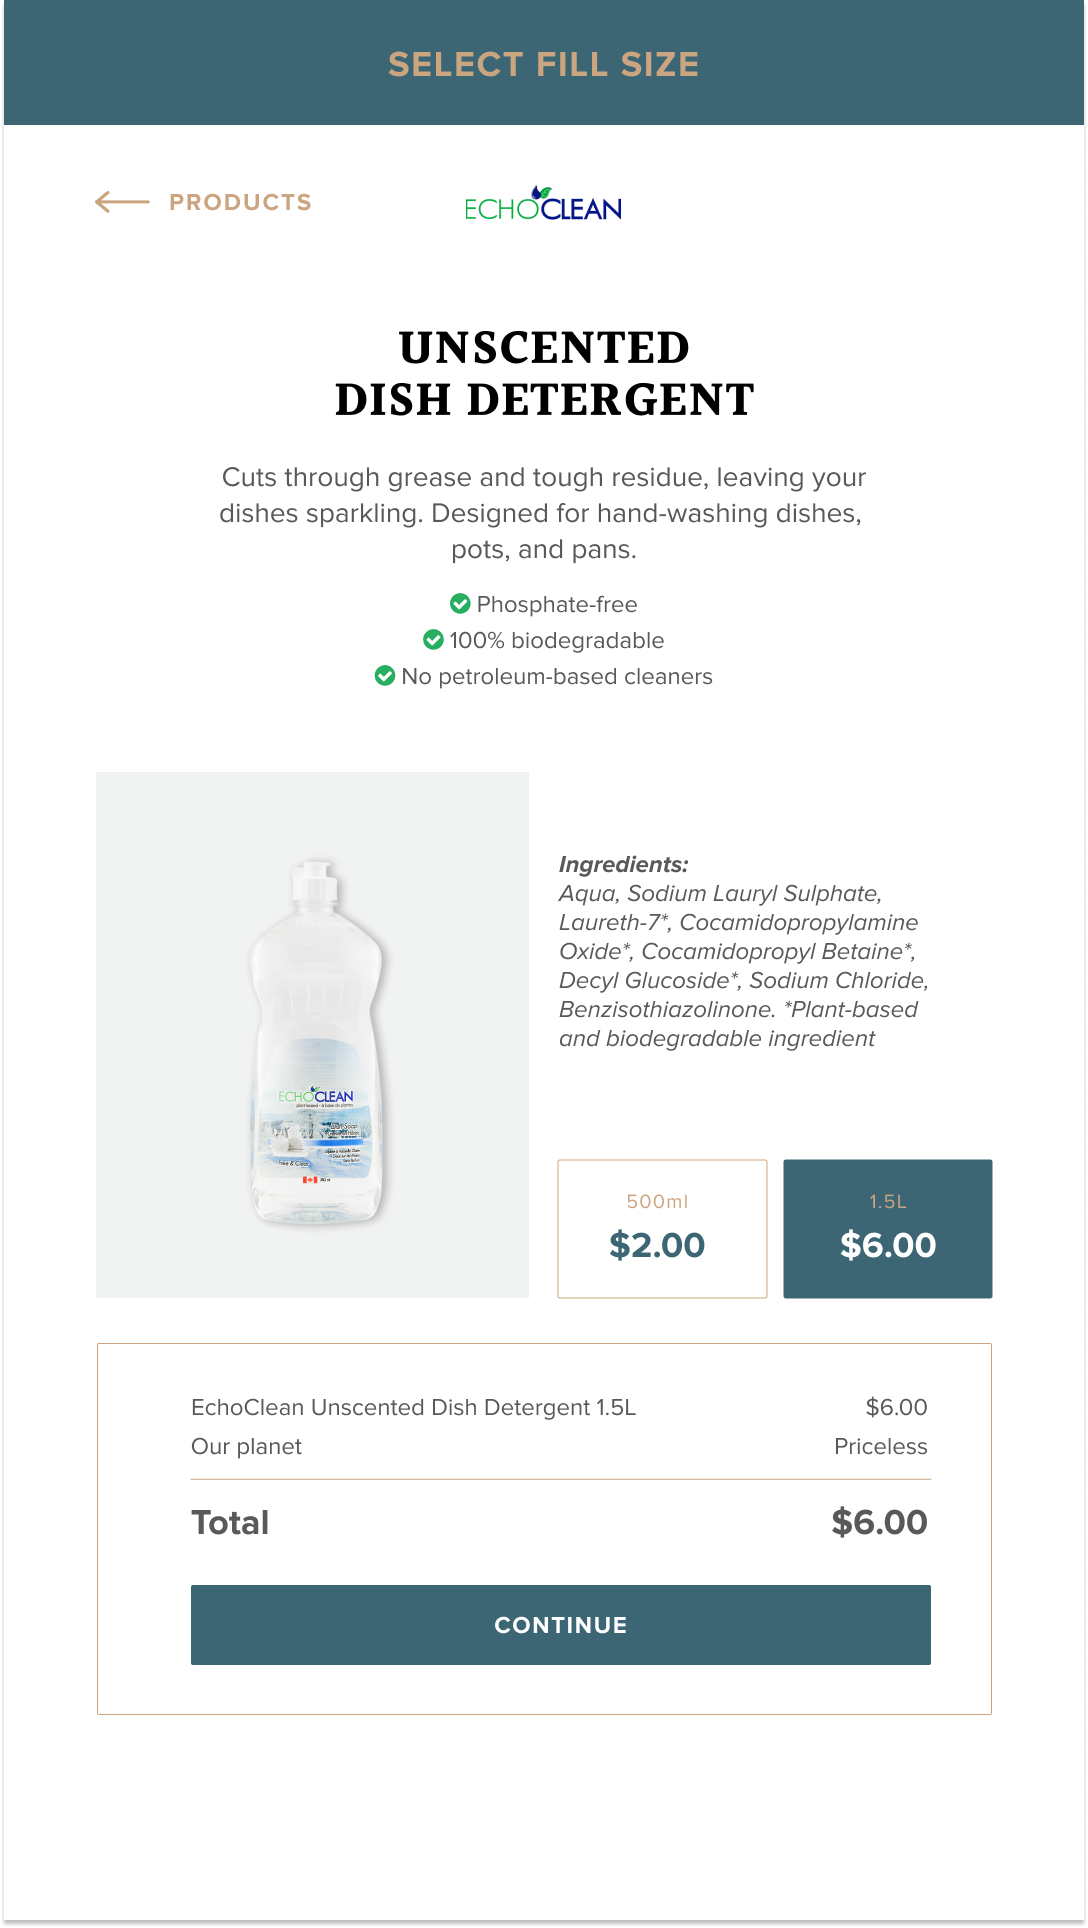 SELECT FILL SIZE
PRODUCTS
ECHOCLEAN
UNSCENTED
DISH DETERGENT
Cuts through grease and tough residue, leaving your
dishes sparkling. Designed for hand-washing dishes,
pots, and pans.
Phosphate-free
100% biodegradable
No petroleum-based cleaners
ECHOCLEAN
Dish Soap
Free & Clear
Ingredients:
Aqua, Sodium Lauryl Sulphate,
Laureth-7*, Cocamidopropylamine
Oxide*, Cocamidopropyl Betaine*,
Decyl Glucoside*, Sodium Chloride,
Benzisothiazolinone. *Plant-based
and biodegradable ingredient
500ml
$2.00
1.5L
$6.00
EchoClean Unscented Dish Detergent 1.5L $6.00
Our planet Priceless
Total $6.00
CONTINUE